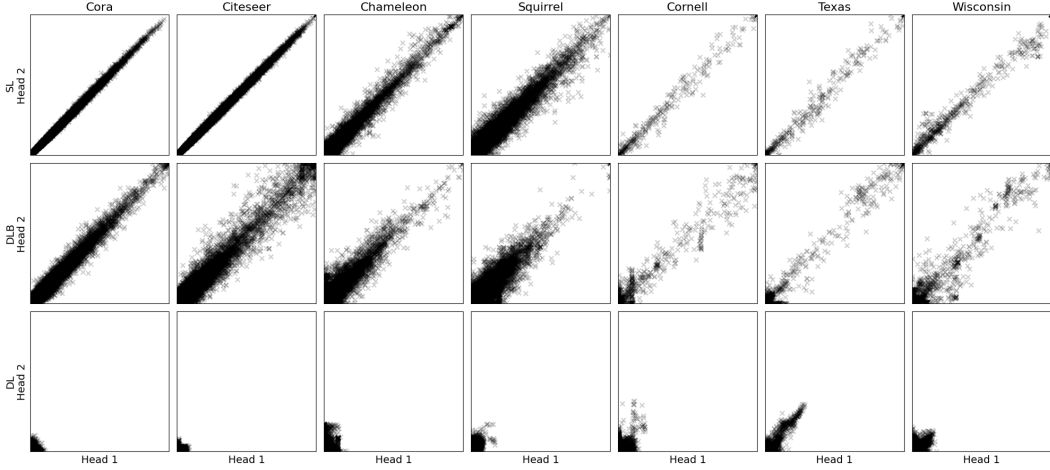 Cora Citeseer Chameleon Squirrel Cornell Texas Wisconsin
SL
Head 2
DLB
Head 2
DL
Head 2
Head 1 Head 1 Head 1 Head 1 Head 1 Head 1 Head 1